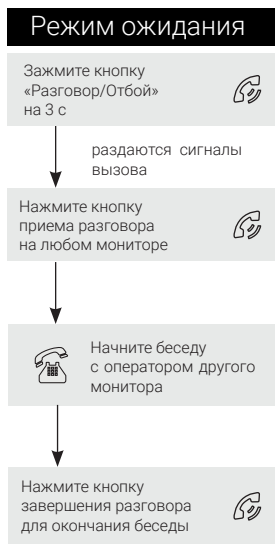 Режим ожидания
Зажмите кнопку
«Разговор/Отбой»
на 3 с
раздаются сигналы
вызова
Нажмите кнопку
приема разговора
на любом мониторе
Начните беседу
с оператором другого
монитора
Нажмите кнопку
завершения разговора
для окончания беседы